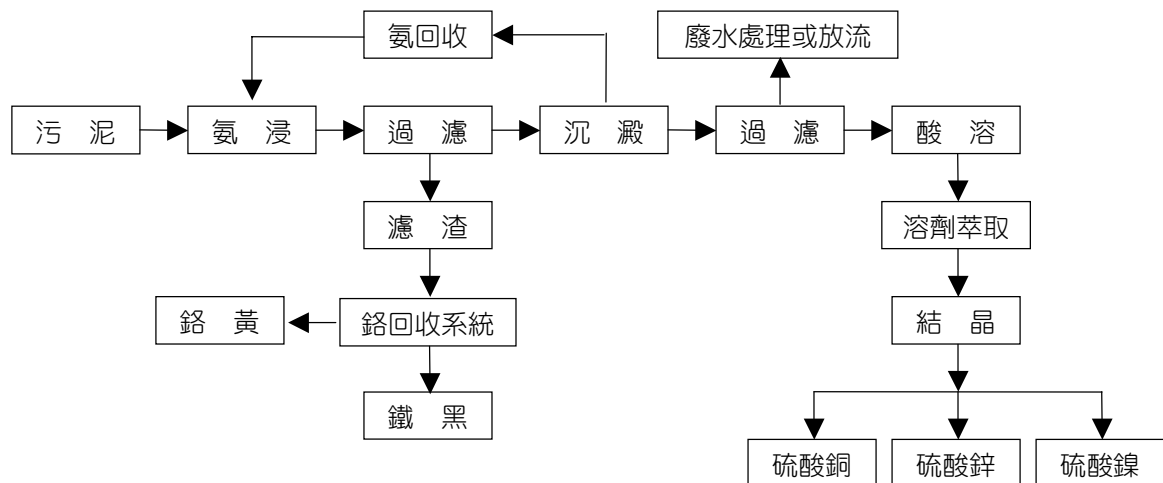 氨回收
廢水處理或放流
污 泥
氨 浸
過 濾
沉 澱
過 濾
酸 溶
濾 渣
溶劑萃取
鉻 黃
鉻回收系統
結 晶
鐵 黑
硫酸銅
硫酸鋅
硫酸鎳